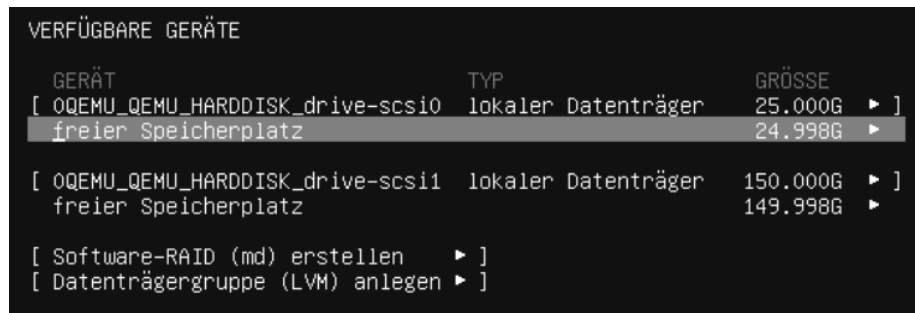 VERFÜGBARE GERÄTE
GERÄT TYP GRÖSSE
[ 0QEMU_QEMU_HARDDISK_drive-scsi0 lokaler Datenträger 25.000G ▸ ]
freier Speicherplatz 24.998G ▸
[ 0QEMU_QEMU_HARDDISK_drive-scsi1 lokaler Datenträger 150.000G ▸ ]
freier Speicherplatz 149.998G ▸
[ Software-RAID (md) erstellen ▸ ]
[ Datenträgergruppe (LVM) anlegen ▸ ]